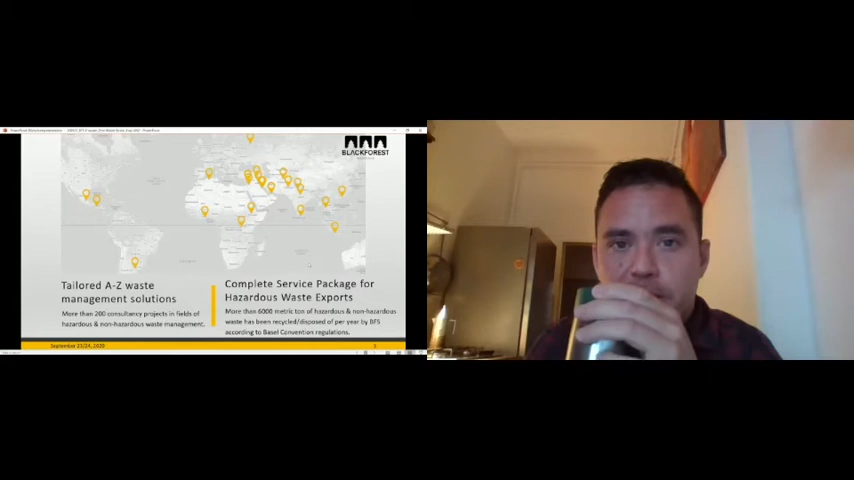 BLACKFOREST
Tailored A-Z waste
management solutions
More than 200 consultancy projects in fields of
hazardous & non-hazardous waste management.
Complete Service Package for
Hazardous Waste Exports
More than 6000 metric ton of hazardous & non-hazardous
waste has been recycled/disposed of per year by BFS
according to Basel Convention regulations.
September 23/24, 2020